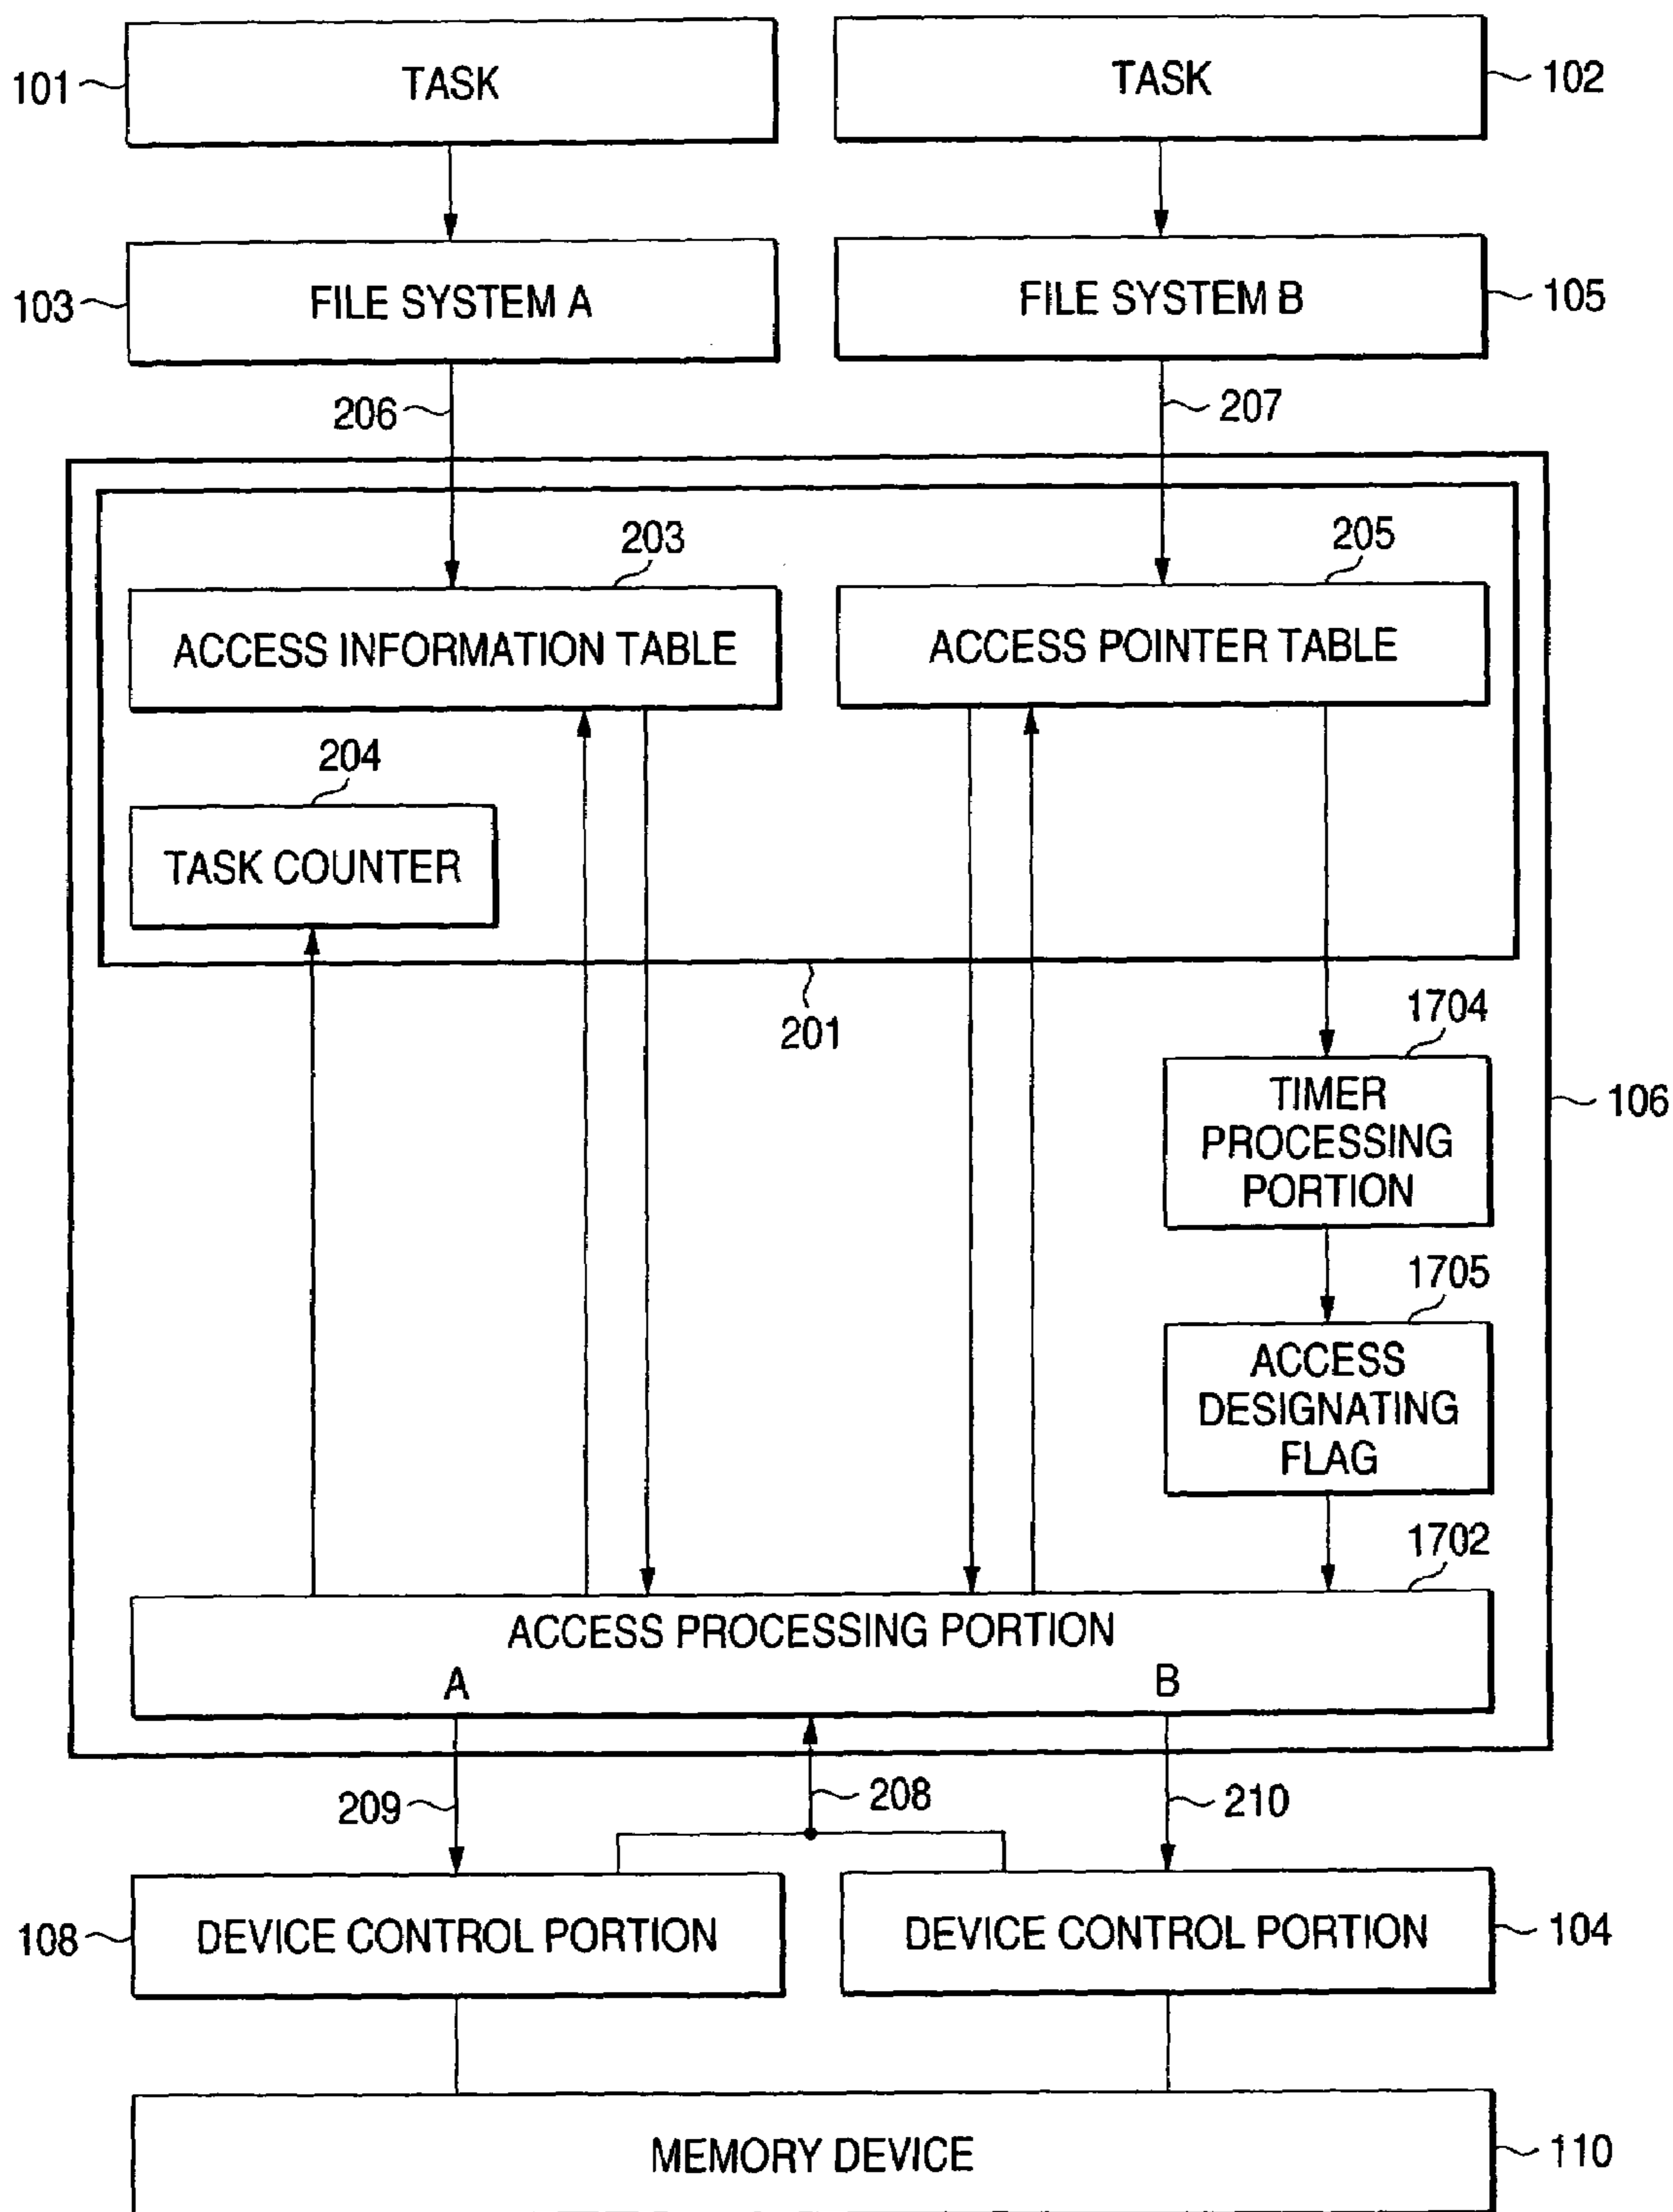 101
TASK
TASK
102
103
FILE SYSTEM A
FILE SYSTEM B
105
206
207
203
205
ACCESS INFORMATION TABLE
ACCESS POINTER TABLE
204
TASK COUNTER
201
1704
TIMER
PROCESSING
PORTION
106
1705
ACCESS
DESIGNATING
FLAG
1702
ACCESS PROCESSING PORTION
A
B
209
208
210
108
DEVICE CONTROL PORTION
DEVICE CONTROL PORTION
104
MEMORY DEVICE
110